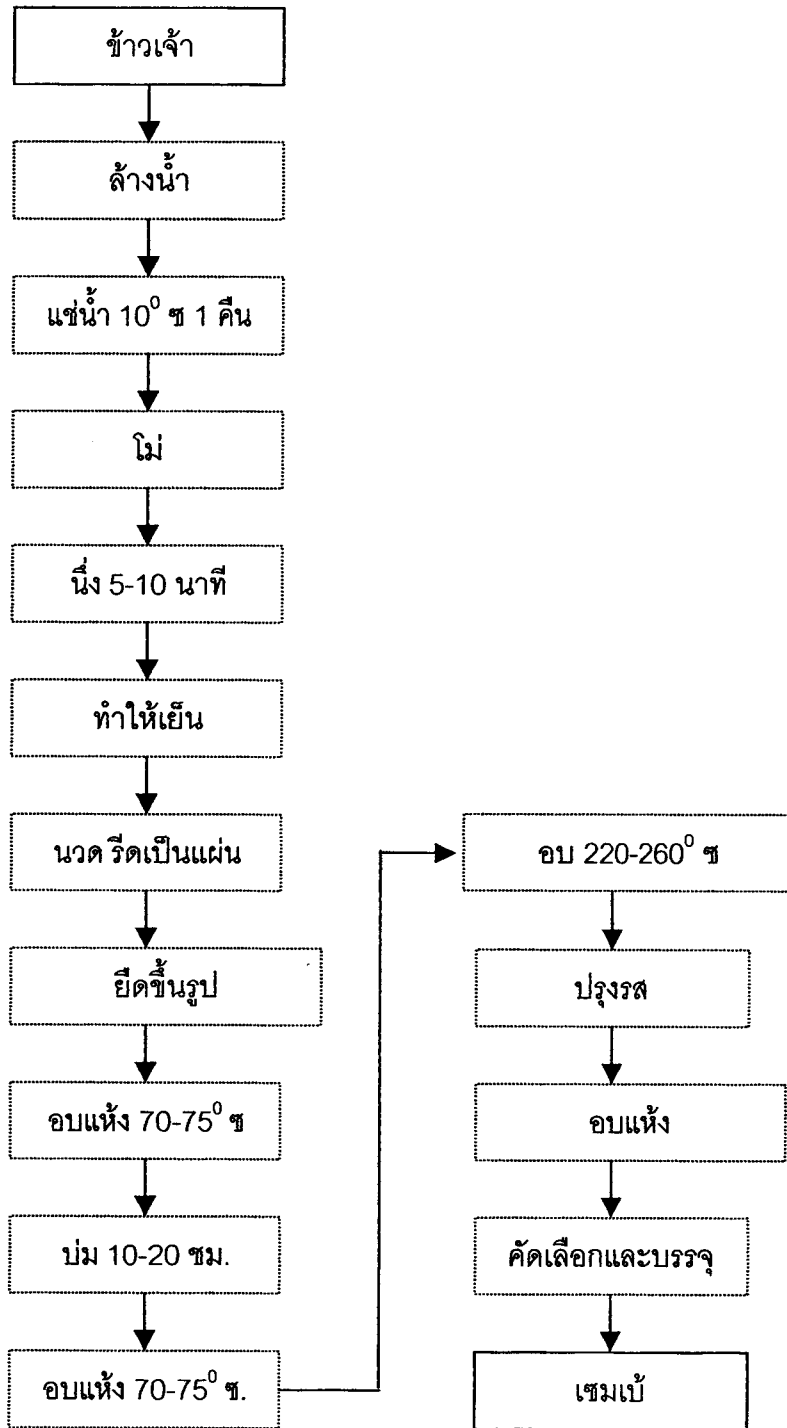 ข้าวเจ้า
ล้างน้ำ
แช่น้ำ 10⁰ ซ 1 คืน
โม่
นึ่ง 5-10 นาที
ทำให้เย็น
นวด รีดเป็นแผ่น
ยืดขึ้นรูป
อบแห้ง 70-75⁰ ซ
บ่ม 10-20 ชม.
อบแห้ง 70-75⁰ ซ.
อบ 220-260⁰ ซ
ปรุงรส
อบแห้ง
คัดเลือกและบรรจุ
เซมเบ้